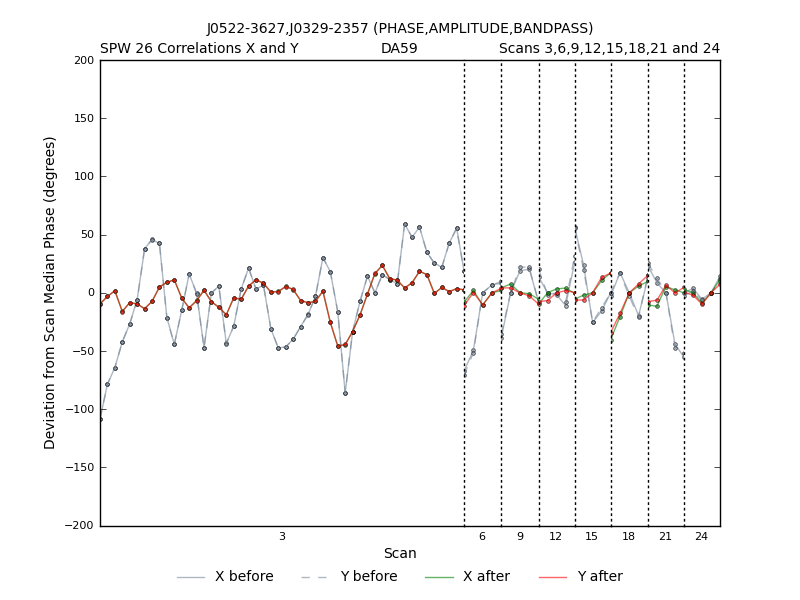 J0522-3627,J0329-2357 (PHASE,AMPLITUDE,BANDPASS)
SPW 26 Correlations X and Y DA59 Scans 3,6,9,12,15,18,21 and 24
200
150
100
50
0
−50
−100
−150
−200
Deviation from Scan Median Phase (degrees)
3 6 9 12 15 18 21 24
Scan
X before Y before X after Y after